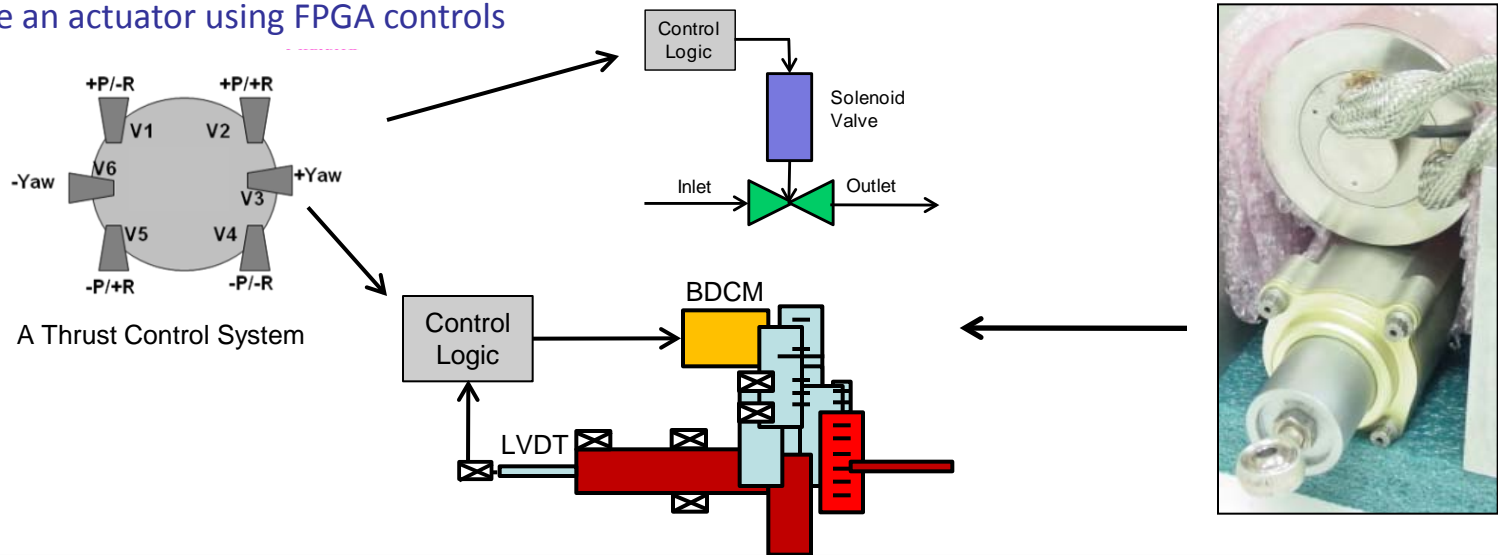 e an actuator using FPGA controls
+P/-R
+P/+R
V1
V2
V6
-Yaw
+Yaw
V3
V5
V4
-P/+R
-P/-R
A Thrust Control System
Control
Logic
Solenoid
Valve
Inlet
Outlet
Control
Logic
BDCM
LVDT